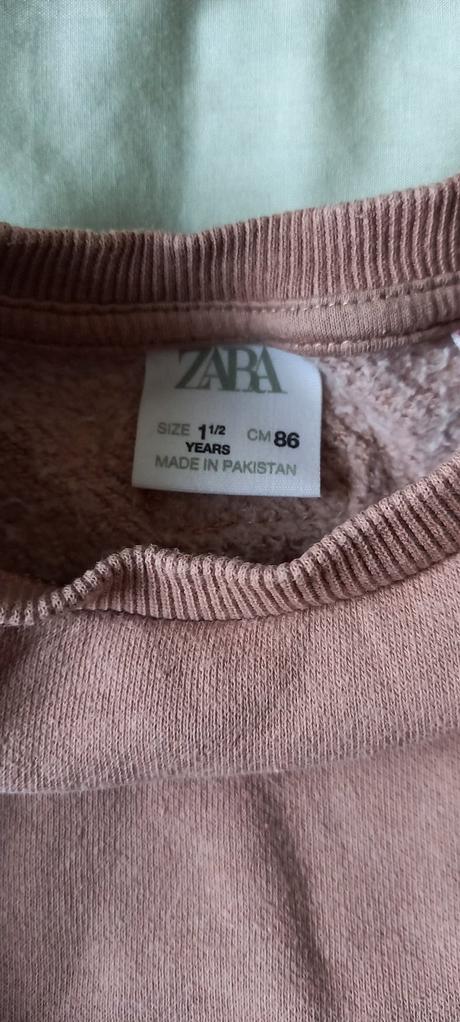 ZARA
SIZE 1 1/2 CM 86
YEARS
MADE IN PAKISTAN